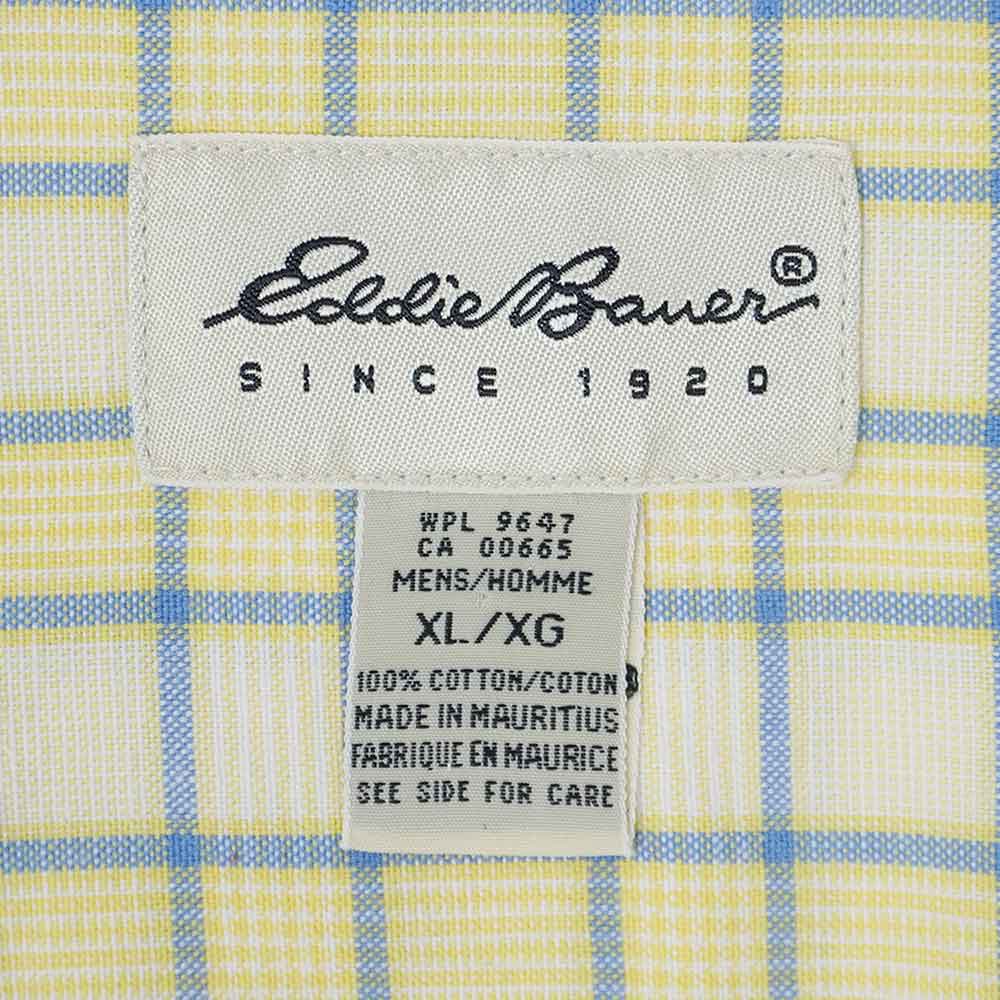 Eddie Bauer®
SINCE 1920
WPL 9647
CA 00665
MENS/HOMME
XL/XG
100% COTTON/COTON
MADE IN MAURITIUS
FABRIQUE EN MAURICE
SEE SIDE FOR CARE